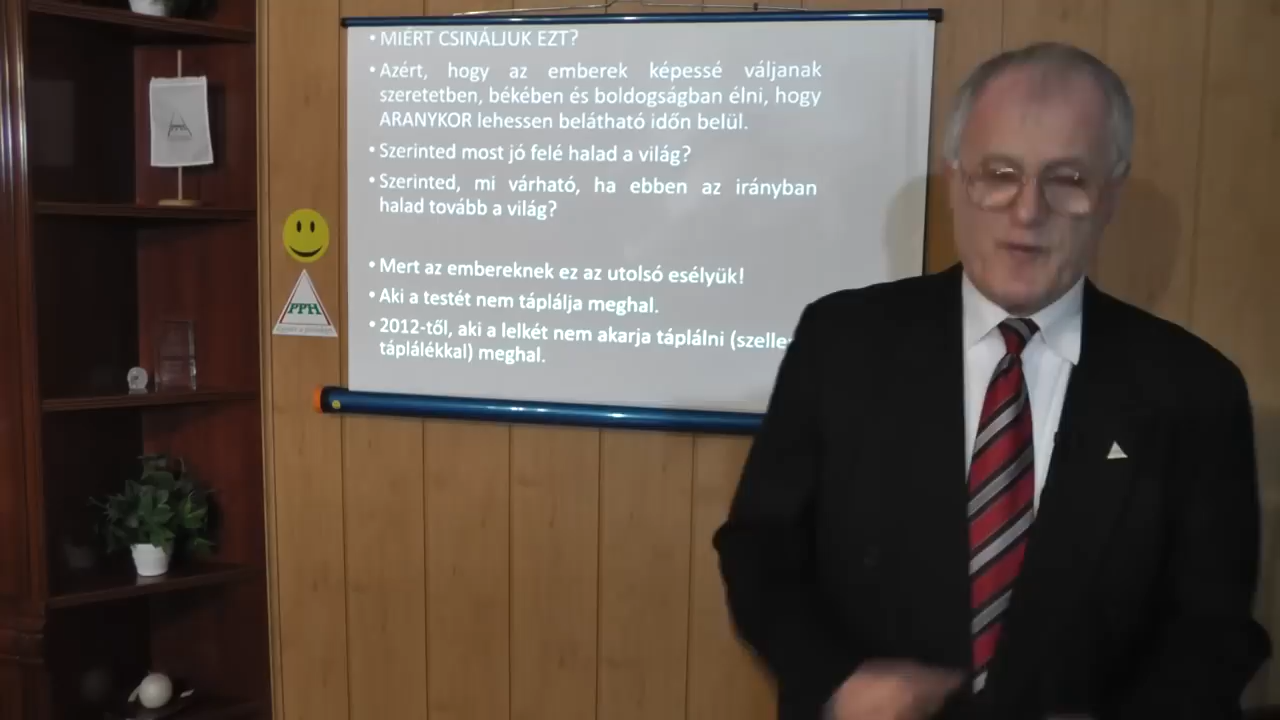 • MIÉRT CSINÁLJUK EZT?
• Azért, hogy az emberek képessé váljanak
szeretetben, békében és boldogságban élni, hogy
ARANYKOR lehessen belátható időn belül.
• Szerinted most jó felé halad a világ?
• Szerinted, mi várható, ha ebben az irányban
halad tovább a világ?
• Mert az embereknek ez az utolsó esélyük!
• Aki a testét nem táplálja meghal.
• 2012-től, aki a lelkét nem akarja táplálni (szelle
táplálékkal) meghal.
PPH